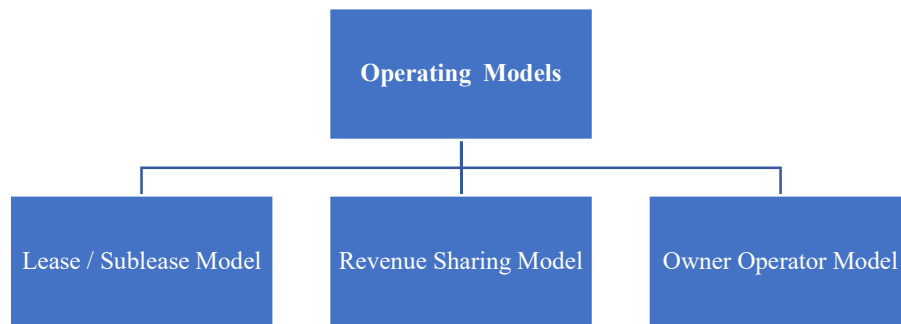 Operating Models
Lease / Sublease Model
Revenue Sharing Model
Owner Operator Model